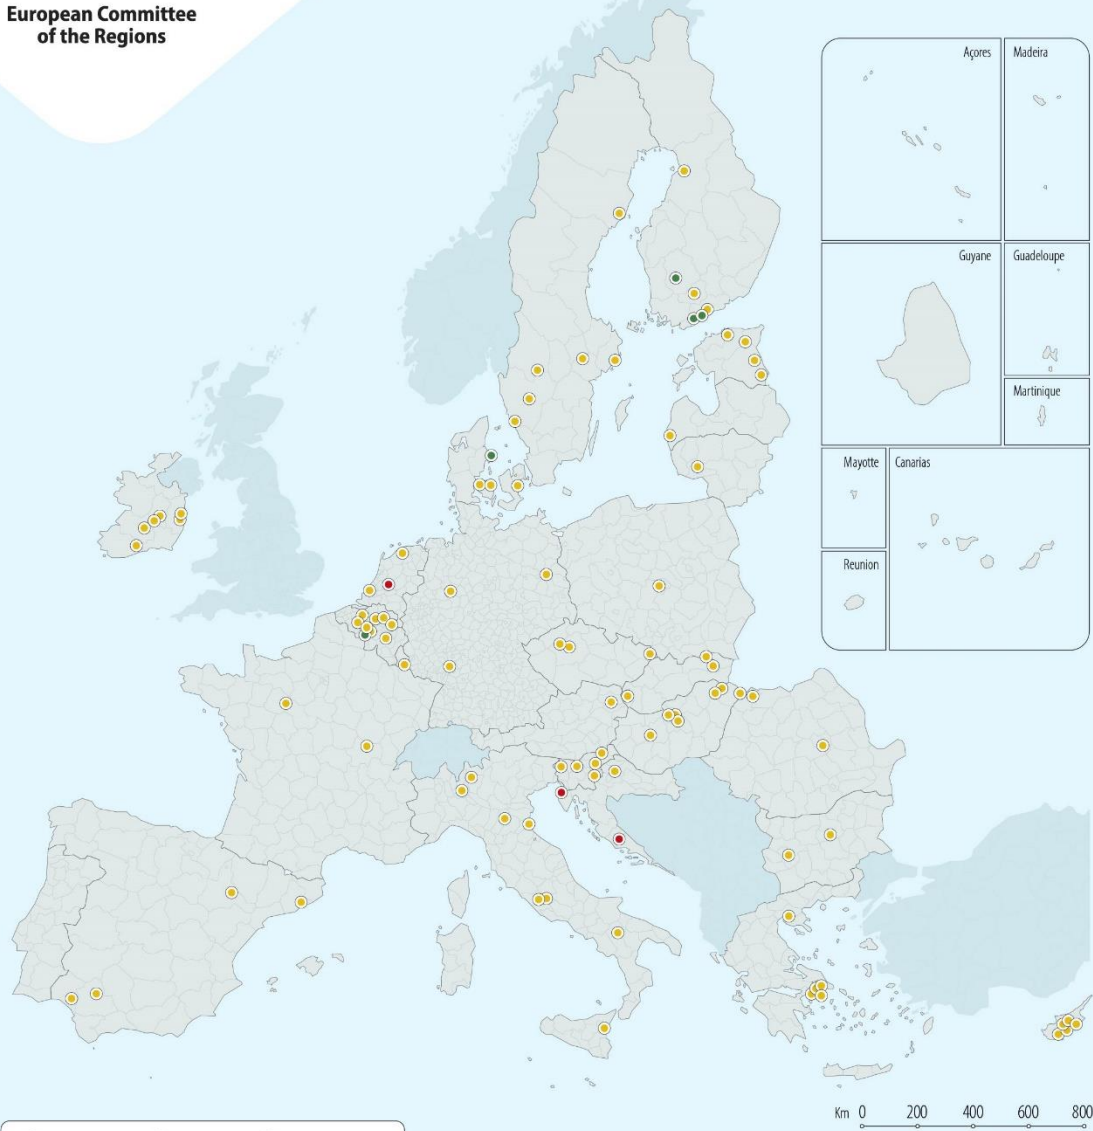 European Committee
of the Regions
Açores
Madeira
Guyane
Guadeloupe
Martinique
Mayotte
Canarias
Reunion
Km 0 200 400 600 800